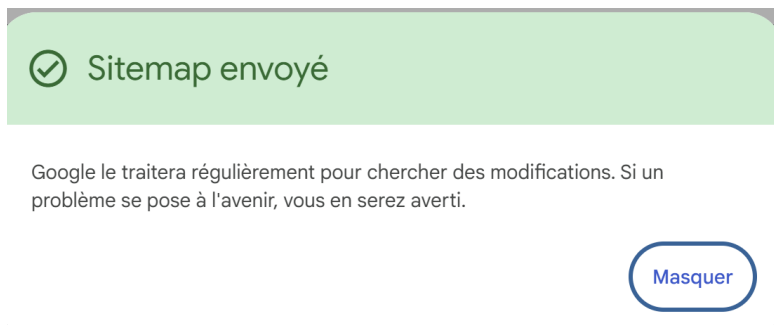 Sitemap envoyé
Google le traitera régulièrement pour chercher des modifications. Si un
problème se pose à l'avenir, vous en serez averti.
Masquer